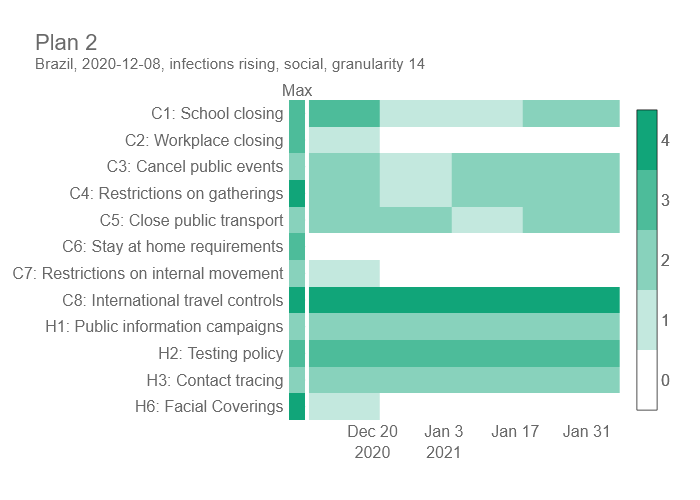 Plan 2
Brazil, 2020-12-08, infections rising, social, granularity 14
Max
C1: School closing
C2: Workplace closing
C3: Cancel public events
C4: Restrictions on gatherings
C5: Close public transport
C6: Stay at home requirements
C7: Restrictions on internal movement
C8: International travel controls
H1: Public information campaigns
H2: Testing policy
H3: Contact tracing
H6: Facial Coverings
Dec 20 Jan 3 Jan 17 Jan 31
2020 2021
4
3
2
1
0